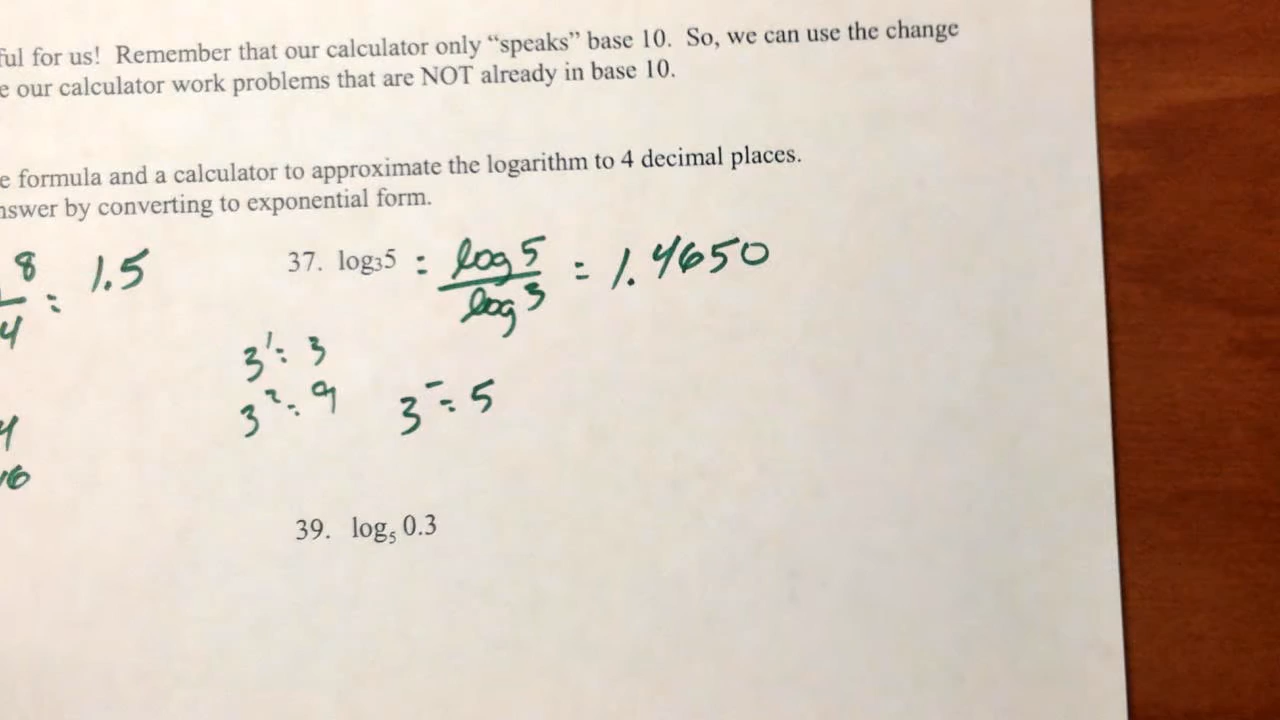 ful for us! Remember that our calculator only “speaks” base 10. So, we can use the change
e our calculator work problems that are NOT already in base 10.
e formula and a calculator to approximate the logarithm to 4 decimal places.
nswer by converting to exponential form.
8/4 = 1.5
37. log₃5 = log 5/log 3 = 1.4650
3¹ = 3
3² = 9
3⁻ = 5
4
16
39. log₅ 0.3